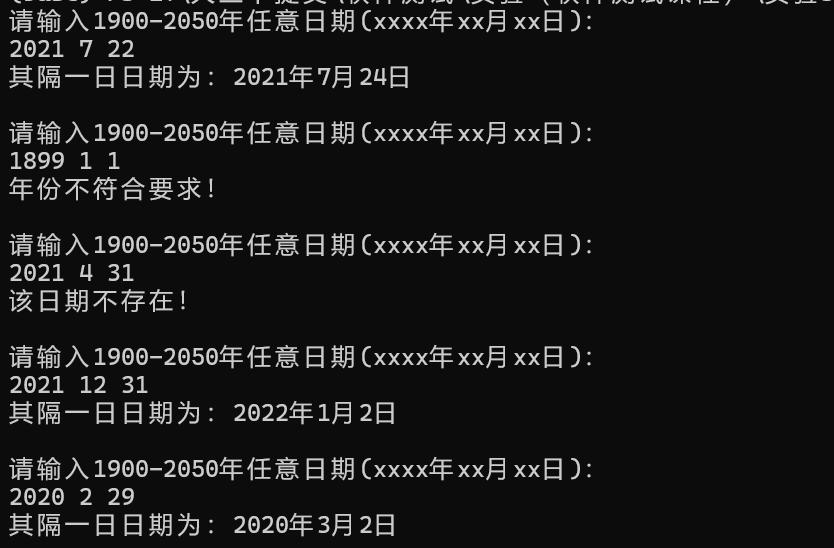 请输入1900-2050年任意日期(xxxx年xx月xx日):
2021 7 22
其隔一日日期为: 2021年7月24日
请输入1900-2050年任意日期(xxxx年xx月xx日):
1899 1 1
年份不符合要求!
请输入1900-2050年任意日期(xxxx年xx月xx日):
2021 4 31
该日期不存在!
请输入1900-2050年任意日期(xxxx年xx月xx日):
2021 12 31
其隔一日日期为: 2022年1月2日
请输入1900-2050年任意日期(xxxx年xx月xx日):
2020 2 29
其隔一日日期为: 2020年3月2日